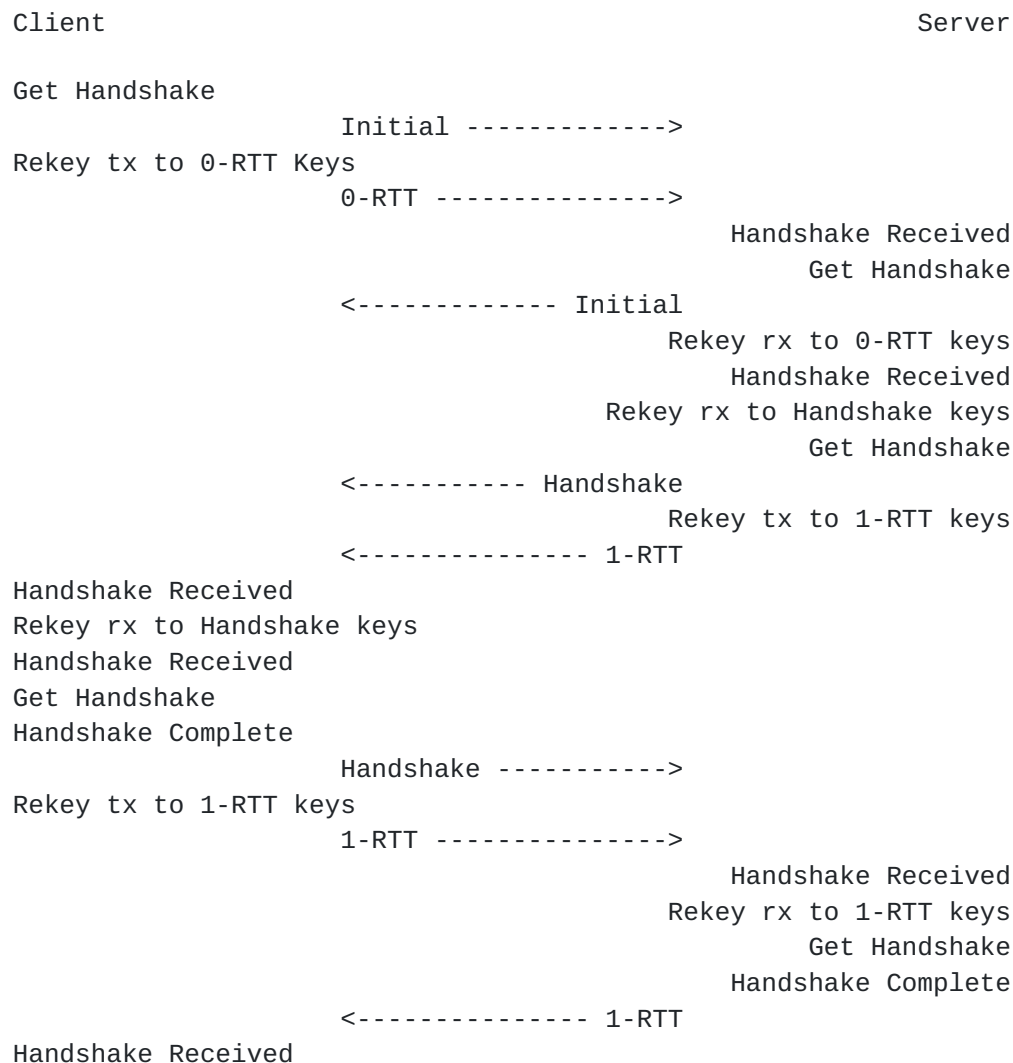 Client                                                    Server

Get Handshake
                     Initial ------------->
Rekey tx to 0-RTT Keys
                     0-RTT --------------->
                                              Handshake Received
                                                   Get Handshake
                     <------------- Initial
                                          Rekey rx to 0-RTT keys
                                              Handshake Received
                                      Rekey rx to Handshake keys
                                                   Get Handshake
                     <----------- Handshake
                                          Rekey tx to 1-RTT keys
                     <--------------- 1-RTT
Handshake Received
Rekey rx to Handshake keys
Handshake Received
Get Handshake
Handshake Complete
                     Handshake ----------->
Rekey tx to 1-RTT keys
                     1-RTT --------------->
                                              Handshake Received
                                          Rekey rx to 1-RTT keys
                                                   Get Handshake
                                              Handshake Complete
                     <--------------- 1-RTT
Handshake Received